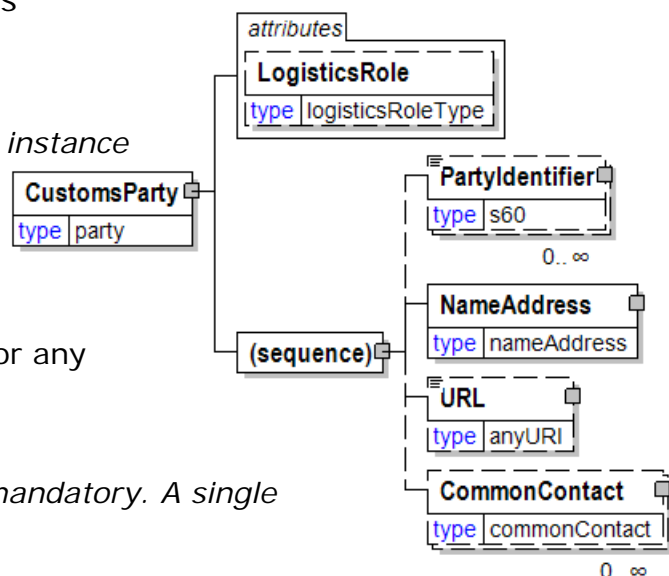 s
attributes
LogisticsRole
type logisticsRoleType
instance
CustomsParty
type party
PartyIdentifier
type s60
0.. ∞
NameAddress
type nameAddress
or any
(sequence)
URL
type anyURI
mandatory. A single
CommonContact
type commonContact
0.. ∞